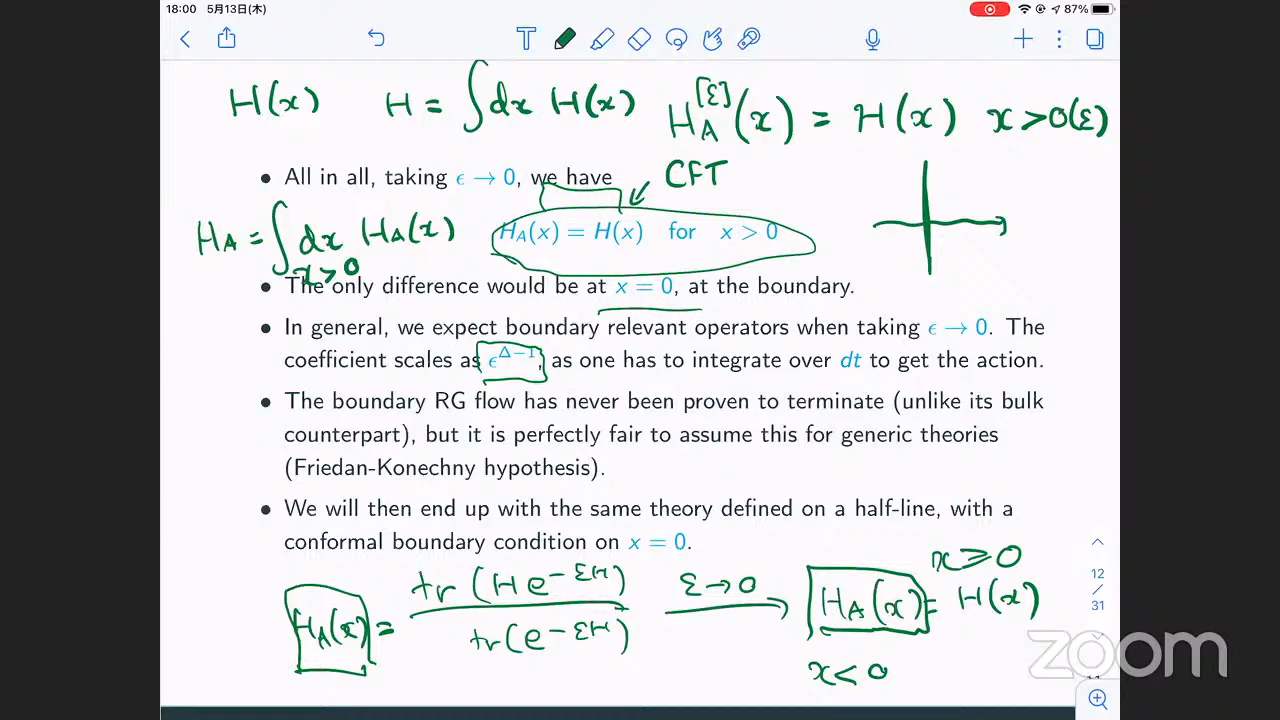 18:00 5月13日(木)
87%
H(x) H = ∫dx H(x) H_A^[ε](x) = H(x) x>O(ε)
• All in all, taking ϵ → 0, we have
CFT
H_A = ∫_{x>0} dx H_A(x)
H_A(x) = H(x) for x > 0
• The only difference would be at x = 0, at the boundary.
• In general, we expect boundary relevant operators when taking ϵ → 0. The
coefficient scales as ϵ^{Δ−1}, as one has to integrate over dt to get the action.
• The boundary RG flow has never been proven to terminate (unlike its bulk
counterpart), but it is perfectly fair to assume this for generic theories
(Friedan-Konechny hypothesis).
• We will then end up with the same theory defined on a half-line, with a
conformal boundary condition on x = 0.
x ≥ 0
H_A(x) = tr(H e^{-εH}) / tr(e^{-εH}) ε→0 H_A(x) = H(x)
x < 0
12
/
31
zoom